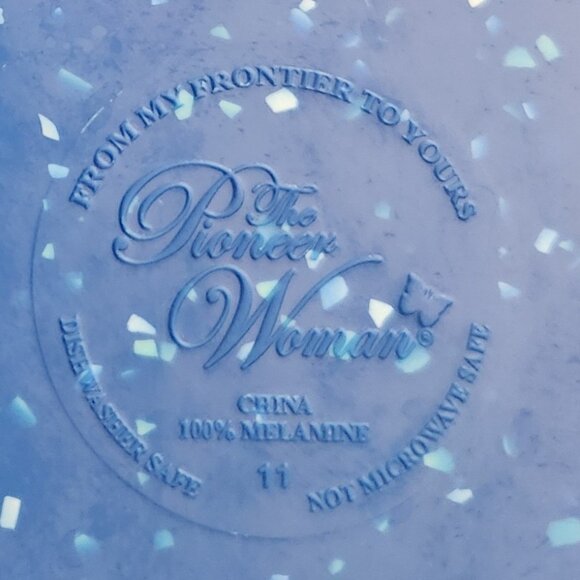 FROM MY FRONTIER TO YOURS
The
Pioneer
Woman®
CHINA
100% MELAMINE
11
DISHWASHER SAFE
NOT MICROWAVE SAFE